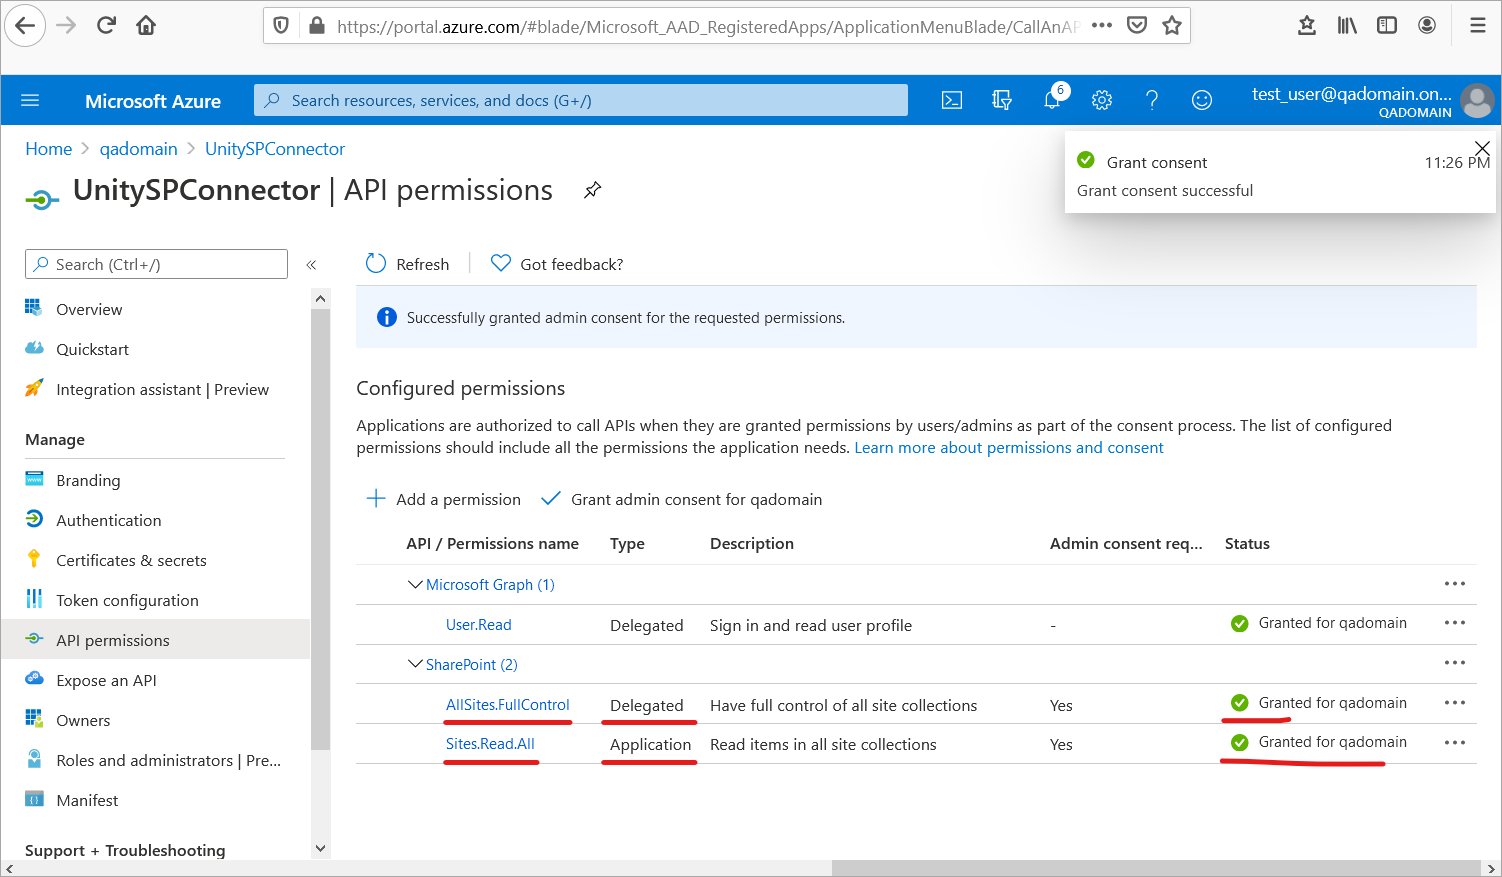 https://portal.azure.com/#blade/Microsoft_AAD_RegisteredApps/ApplicationMenuBlade/CallAnAP
Microsoft Azure
Search resources, services, and docs (G+/)
6
test_user@qadomain.on...
QADOMAIN
Home > qadomain > UnitySPConnector
Grant consent
11:26 PM
Grant consent successful
UnitySPConnector | API permissions
Search (Ctrl+/)
«
Refresh
Got feedback?
Overview
Quickstart
Integration assistant | Preview
Manage
Branding
Authentication
Certificates & secrets
Token configuration
API permissions
Expose an API
Owners
Roles and administrators | Pre...
Manifest
Support + Troubleshooting
Successfully granted admin consent for the requested permissions.
Configured permissions
Applications are authorized to call APIs when they are granted permissions by users/admins as part of the consent process. The list of configured
permissions should include all the permissions the application needs. Learn more about permissions and consent
Add a permission
Grant admin consent for qadomain
API / Permissions name Type Description Admin consent req... Status
Microsoft Graph (1)
User.Read Delegated Sign in and read user profile - Granted for qadomain
SharePoint (2)
AllSites.FullControl Delegated Have full control of all site collections Yes Granted for qadomain
Sites.Read.All Application Read items in all site collections Yes Granted for qadomain